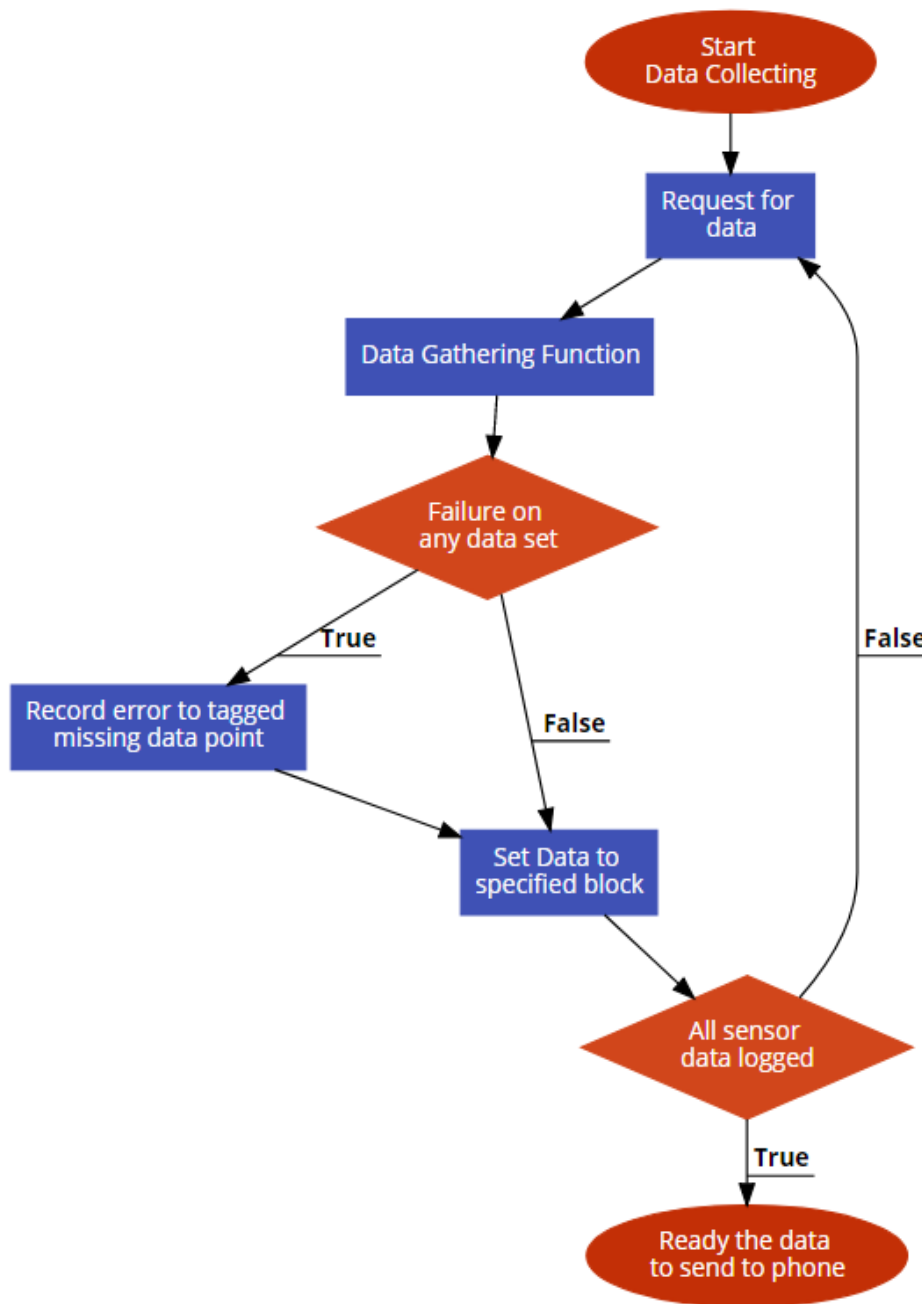 Start
Data Collecting
Request for
data
Data Gathering Function
Failure on
any data set
True
False
Record error to tagged
missing data point
False
Set Data to
specified block
All sensor
data logged
True
Ready the data
to send to phone